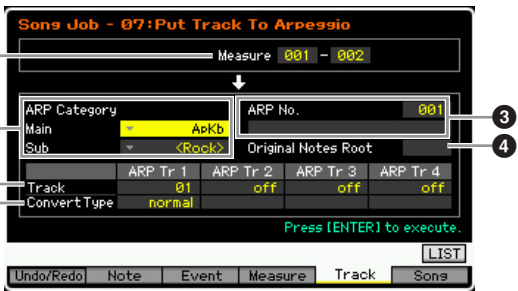 Song Job - 07:Put Track To Arpeggio
Measure 001 - 002
ARP Category
ARP No. 001
Main ApKb
3
Sub <Rock>
Original Notes Root
4
ARP Tr 1 ARP Tr 2 ARP Tr 3 ARP Tr 4
Track 01 off off off
ConvertType normal
Press [ENTER] to execute.
LIST
Undo/Redo Note Event Measure Track Song